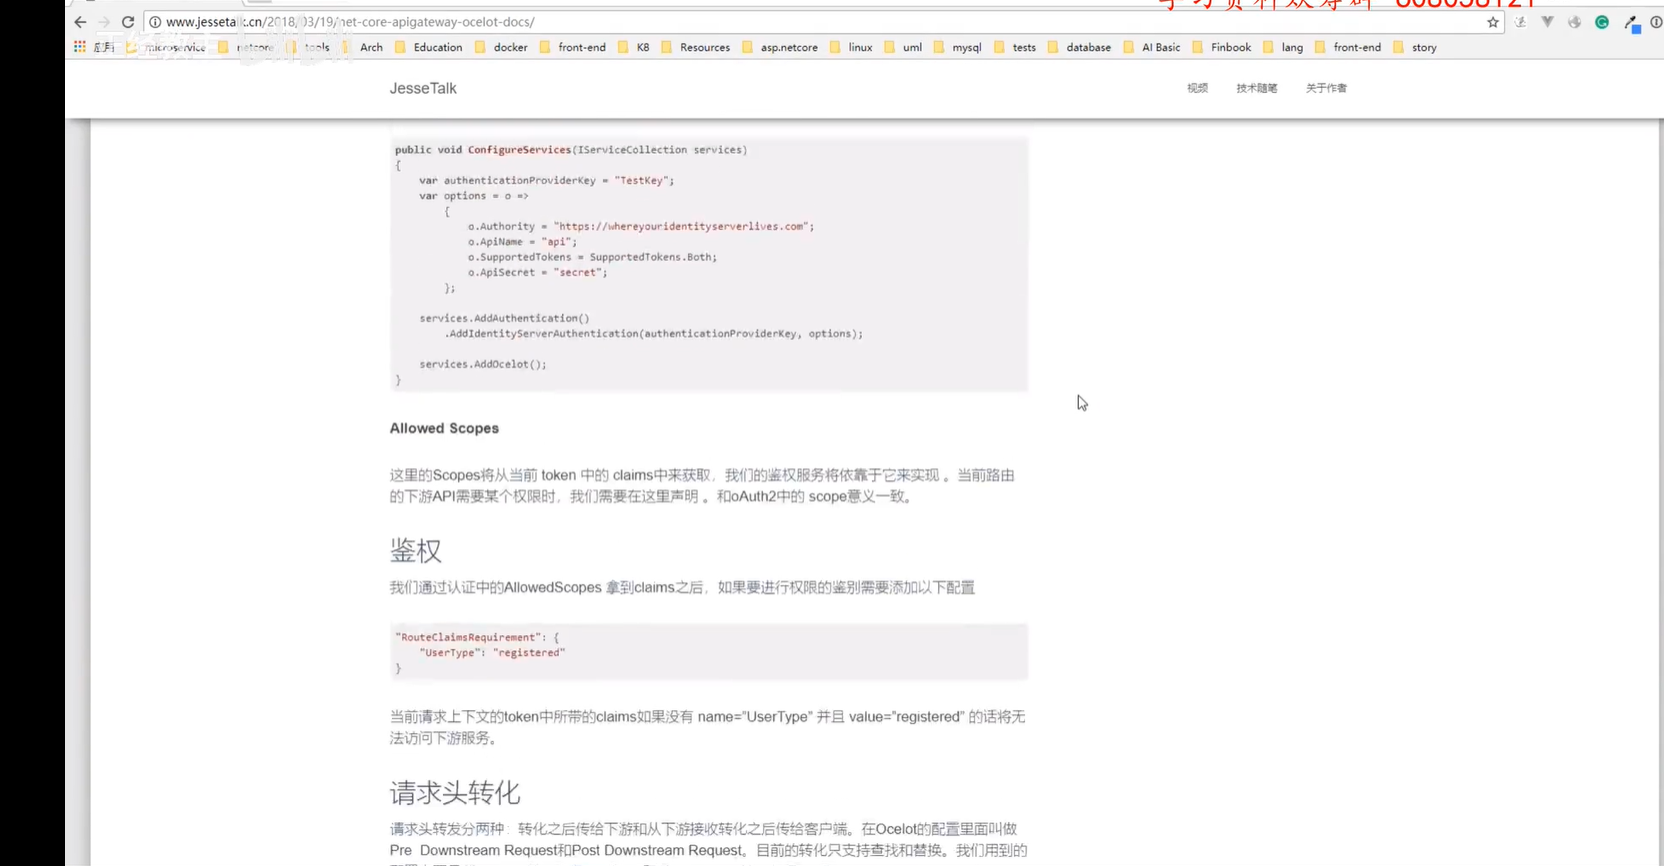 www.jessetalk.cn/2018/03/19/net-core-apigateway-ocelot-docs/
应用 microservice netcore tools Arch Education docker front-end K8 Resources asp.netcore linux uml mysql tests database AI Basic Finbook lang front-end story
JesseTalk 视频 技术随笔 关于作者
public void ConfigureServices(IServiceCollection services)
{
var authenticationProviderKey = "TestKey";
var options = o =>
{
o.Authority = "https://whereyouridentityserverlives.com";
o.ApiName = "api";
o.SupportedTokens = SupportedTokens.Both;
o.ApiSecret = "secret";
};
services.AddAuthentication()
.AddIdentityServerAuthentication(authenticationProviderKey, options);
services.AddOcelot();
}
Allowed Scopes
这里的Scopes将从当前 token 中的 claims中来获取，我们的鉴权服务将依靠于它来实现 。当前路由
的下游API需要某个权限时，我们需要在这里声明 。和oAuth2中的 scope意义一致。
鉴权
我们通过认证中的AllowedScopes 拿到claims之后，如果要进行权限的鉴别需要添加以下配置
"RouteClaimsRequirement": {
"UserType": "registered"
}
当前请求上下文的token中所带的claims如果没有 name="UserType" 并且 value="registered" 的话将无
法访问下游服务。
请求头转化
请求头转发分两种：转化之后传给下游和从下游接收转化之后传给客户端。在Ocelot的配置里面叫做
Pre Downstream Request和Post Downstream Request。目前的转化只支持查找和替换。我们用到的